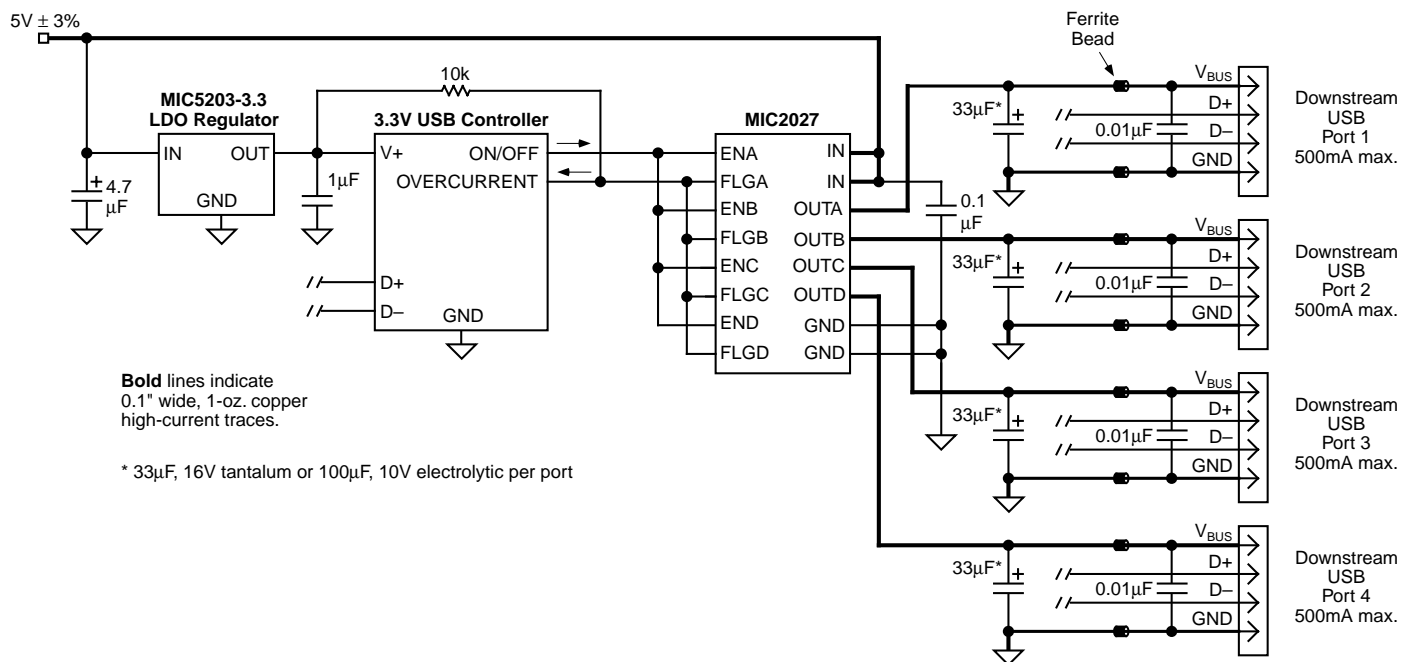 5V ± 3%
MIC5203-3.3
LDO Regulator
IN
OUT
GND
4.7
µF
+
1µF
10k
3.3V USB Controller
V+
ON/OFF
OVERCURRENT
D+
D–
GND
MIC2027
ENA
FLGA
ENB
FLGB
ENC
FLGC
END
FLGD
IN
IN
OUTA
OUTB
OUTC
OUTD
GND
GND
0.1
µF
Ferrite
Bead
33µF*
+
0.01µF
VBUS
D+
D–
GND
Downstream
USB
Port 1
500mA max.
33µF*
+
0.01µF
VBUS
D+
D–
GND
Downstream
USB
Port 2
500mA max.
33µF*
+
0.01µF
VBUS
D+
D–
GND
Downstream
USB
Port 3
500mA max.
33µF*
+
0.01µF
VBUS
D+
D–
GND
Downstream
USB
Port 4
500mA max.
Bold lines indicate
0.1" wide, 1-oz. copper
high-current traces.
* 33µF, 16V tantalum or 100µF, 10V electrolytic per port